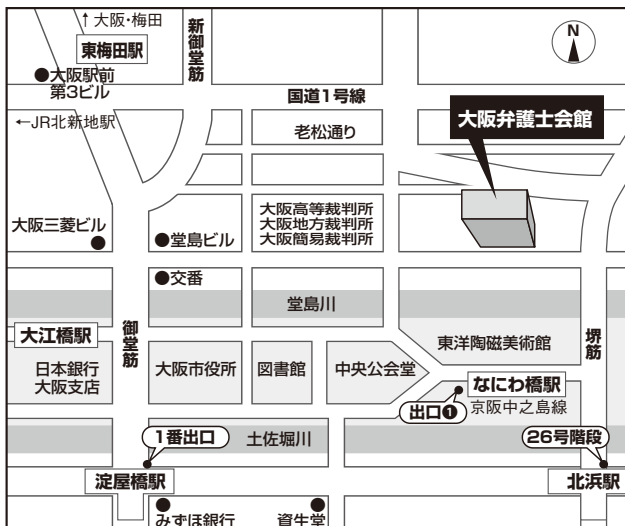 ↑大阪・梅田
東梅田駅
新御堂筋
N
●大阪駅前
第3ビル
国道1号線
←JR北新地駅
老松通り
大阪弁護士会館
大阪三菱ビル
●堂島ビル
大阪高等裁判所
大阪地方裁判所
大阪簡易裁判所
●交番
堂島川
大江橋駅
御堂筋
東洋陶磁美術館
堺筋
日本銀行
大阪支店
大阪市役所
図書館
中央公会堂
なにわ橋駅
京阪中之島線
出口❶
1番出口
土佐堀川
26号階段
淀屋橋駅
北浜駅
みずほ銀行
資生堂